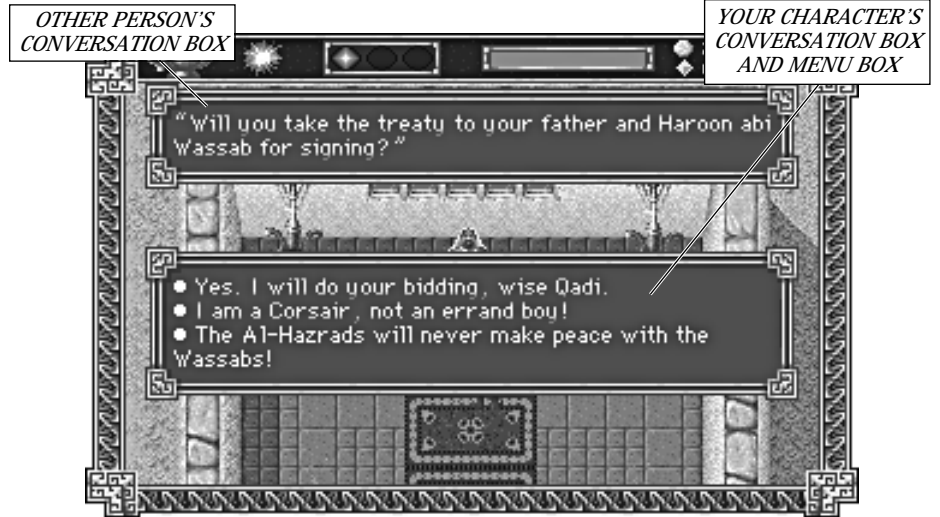 OTHER PERSON'S
CONVERSATION BOX
YOUR CHARACTER'S
CONVERSATION BOX
AND MENU BOX
"Will you take the treaty to your father and Haroon abi
Wassab for signing?"
● Yes. I will do your bidding, wise Qadi.
● I am a Corsair, not an errand boy!
● The Al-Hazrads will never make peace with the
Wassabs!